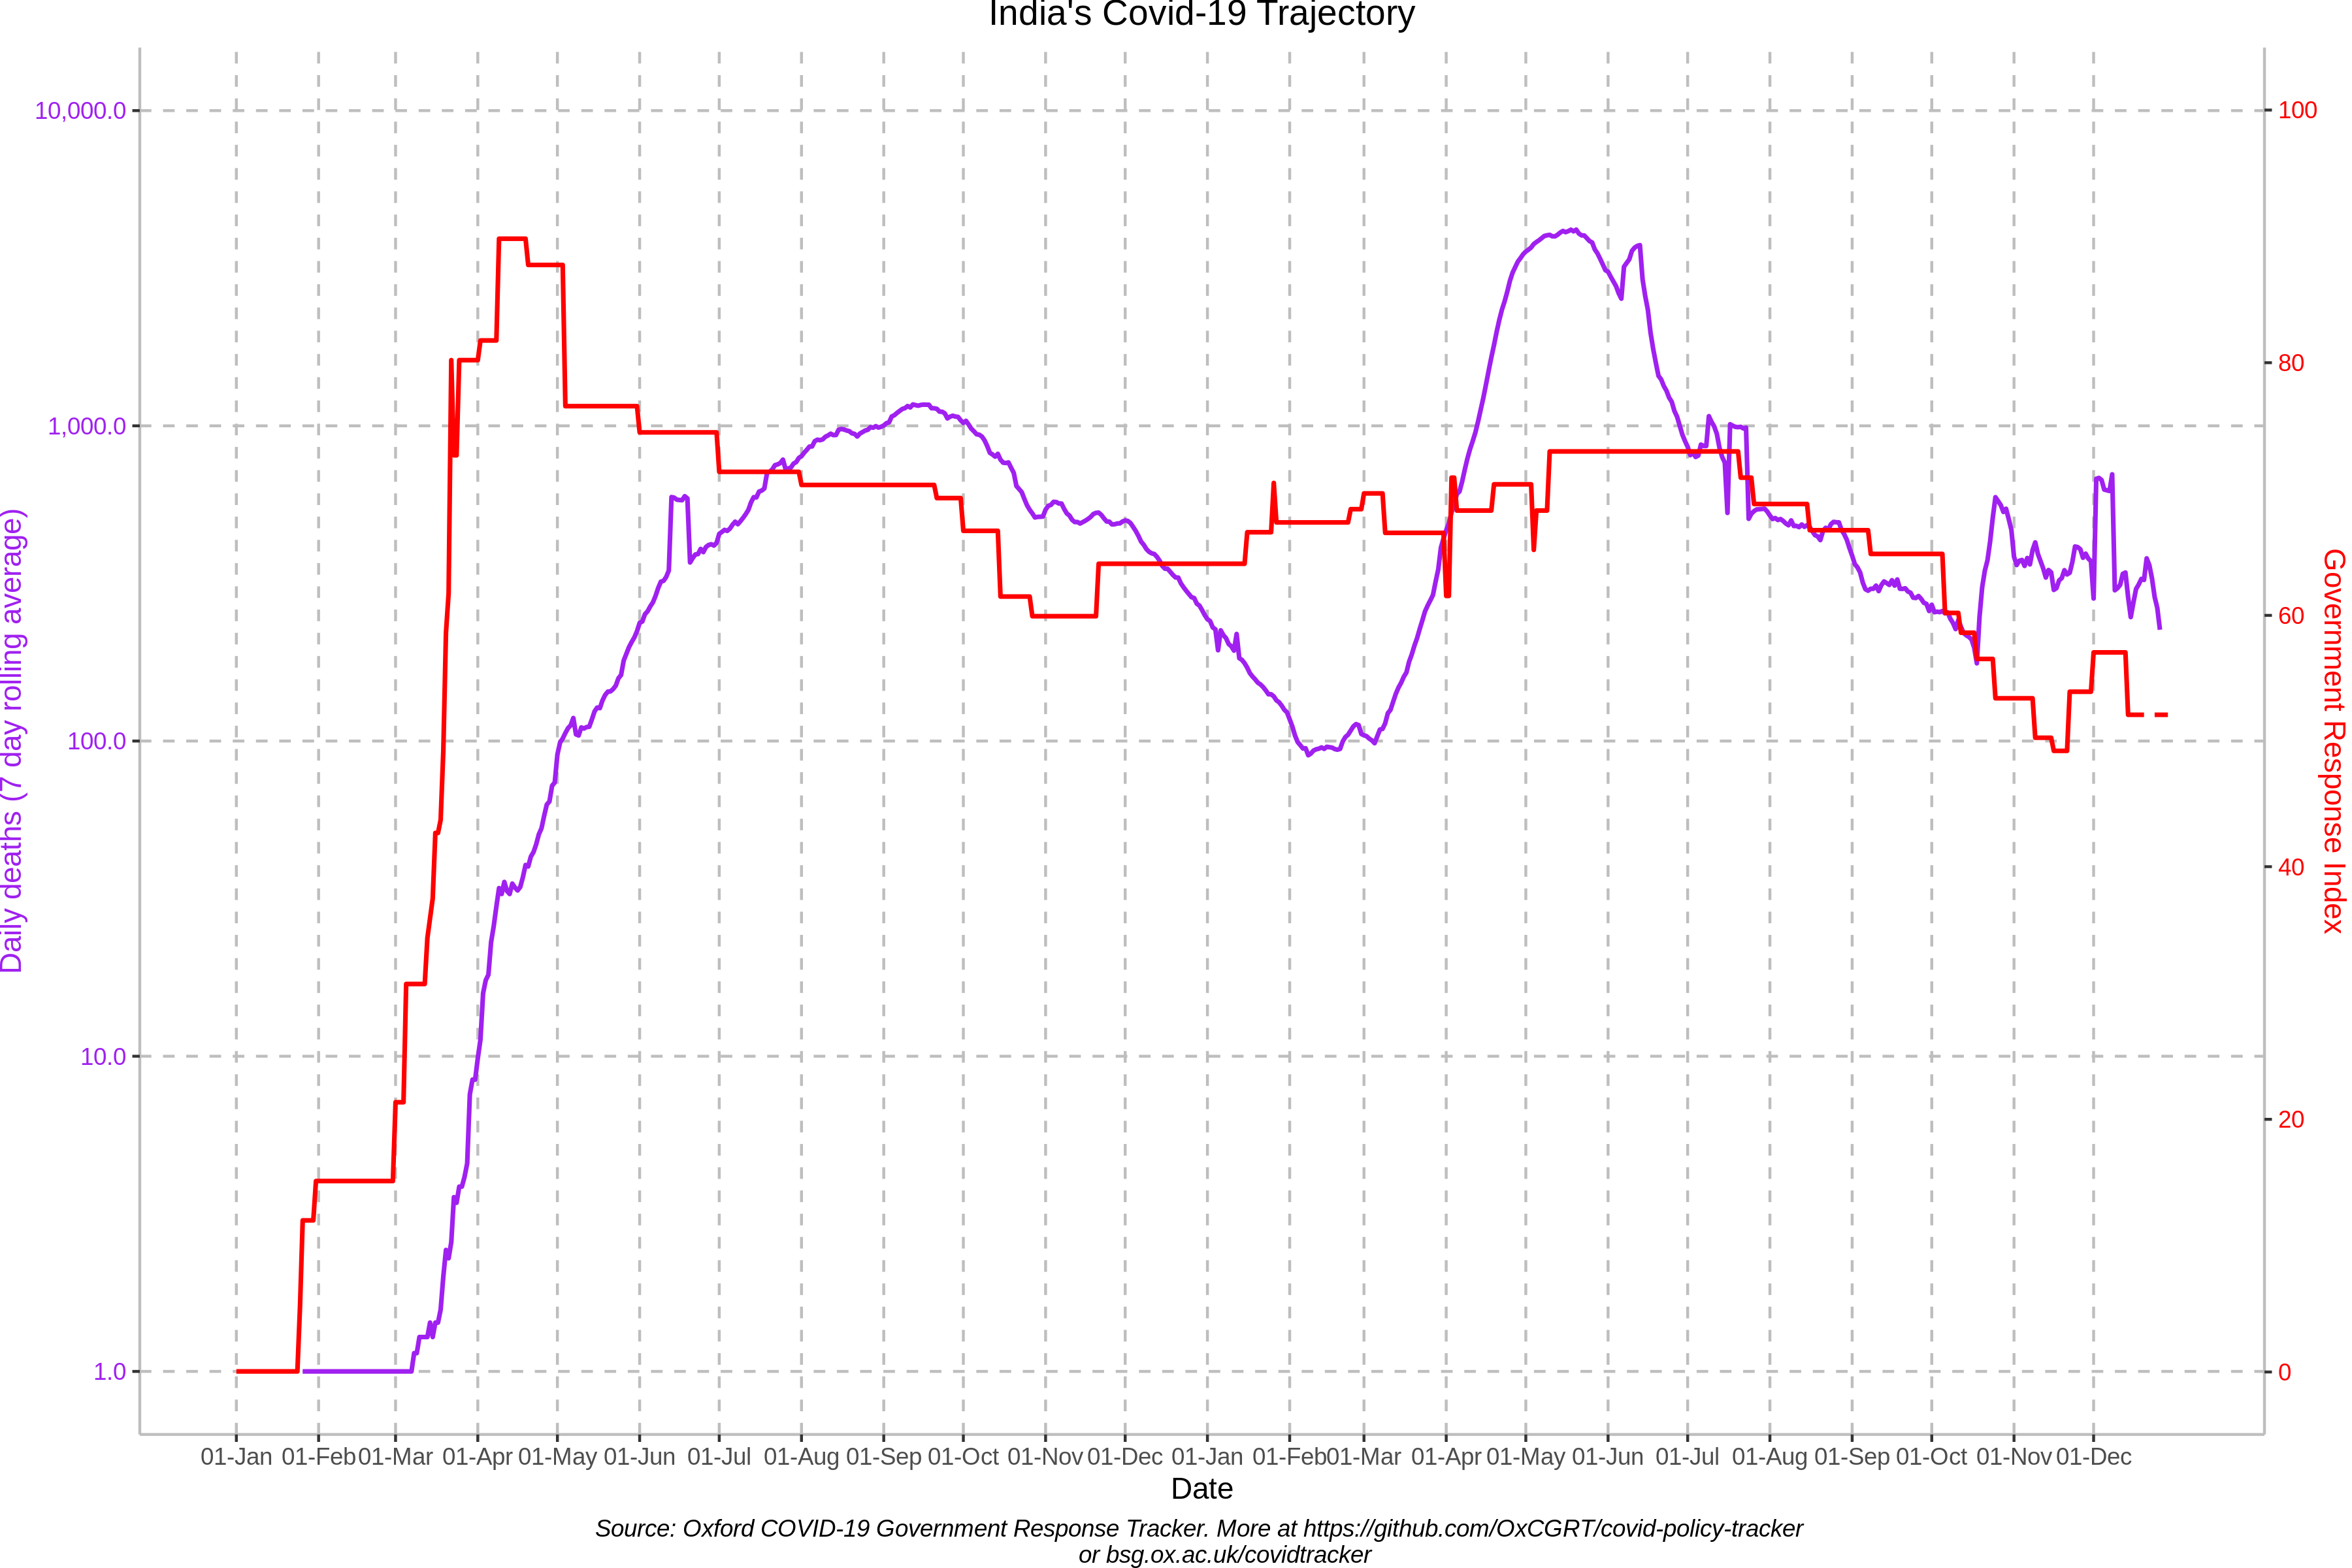 India's Covid-19 Trajectory
10,000.0
1,000.0
100.0
10.0
1.0
Daily deaths (7 day rolling average)
100
80
60
40
20
0
Government Response Index
01-Jan 01-Feb 01-Mar 01-Apr 01-May 01-Jun 01-Jul 01-Aug 01-Sep 01-Oct 01-Nov 01-Dec 01-Jan 01-Feb 01-Mar 01-Apr 01-May 01-Jun 01-Jul 01-Aug 01-Sep 01-Oct 01-Nov 01-Dec
Date
Source: Oxford COVID-19 Government Response Tracker. More at https://github.com/OxCGRT/covid-policy-tracker
or bsg.ox.ac.uk/covidtracker